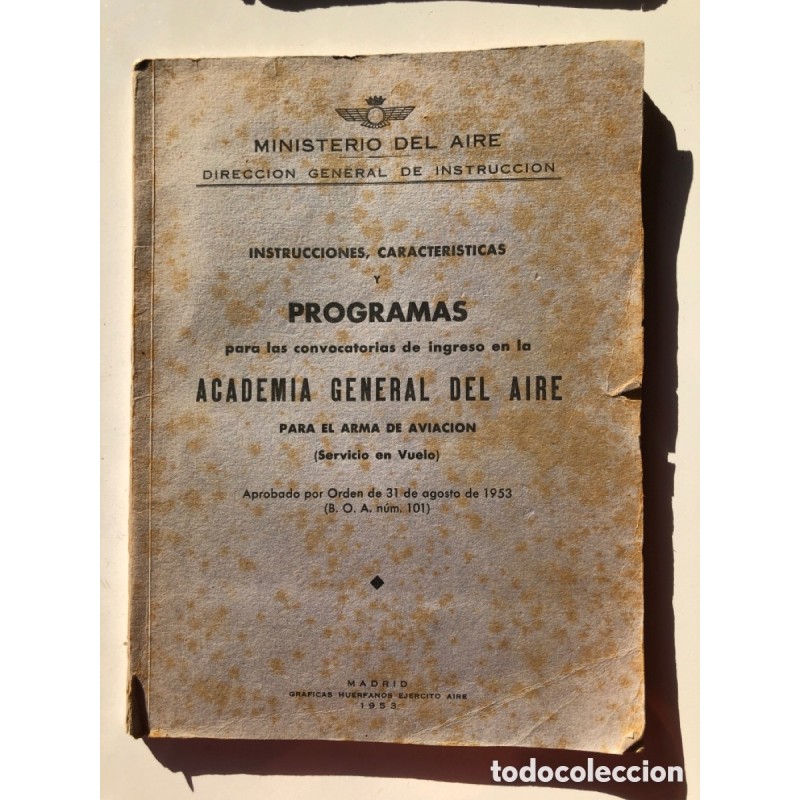 MINISTERIO DEL AIRE
DIRECCION GENERAL DE INSTRUCCION
INSTRUCCIONES, CARACTERISTICAS
Y
PROGRAMAS
para las convocatorias de ingreso en la
ACADEMIA GENERAL DEL AIRE
PARA EL ARMA DE AVIACION
(Servicio en Vuelo)
Aprobado por Orden de 31 de agosto de 1953
(B. O. A. núm. 101)
MADRID
GRAFICAS HUERFANOS EJERCITO AIRE
1953
todocoleccion